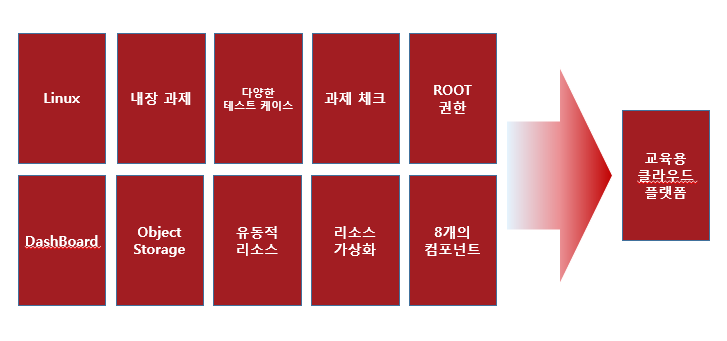 Linux
내장 과제
다양한
테스트 케이스
과제 체크
ROOT
권한
DashBoard
Object
Storage
유동적
리소스
리소스
가상화
8개의
컴포넌트
교육용
클라우드
플랫폼